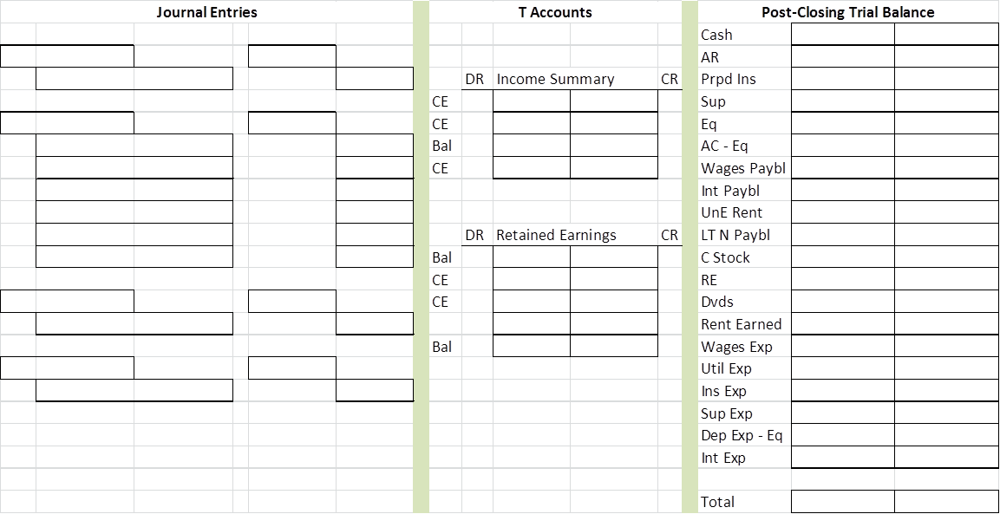 Journal Entries
T Accounts
Post-Closing Trial Balance
DR Income Summary CR
CE
CE
Bal
CE
DR Retained Earnings CR
Bal
CE
CE
Bal
Cash
AR
Prpd Ins
Sup
Eq
AC - Eq
Wages Paybl
Int Paybl
UnE Rent
LT N Paybl
C Stock
RE
Dvds
Rent Earned
Wages Exp
Util Exp
Ins Exp
Sup Exp
Dep Exp - Eq
Int Exp
Total